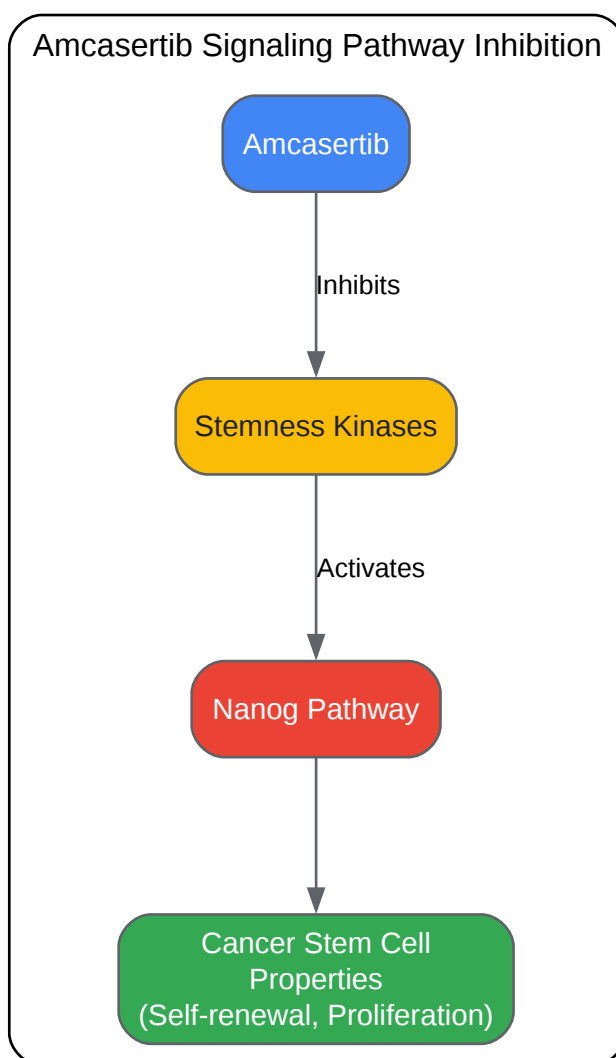 Amcasertib Signaling Pathway Inhibition
Amcasertib
Inhibits
Stemness Kinases
Activates
Nanog Pathway
Cancer Stem Cell
Properties
(Self-renewal, Proliferation)